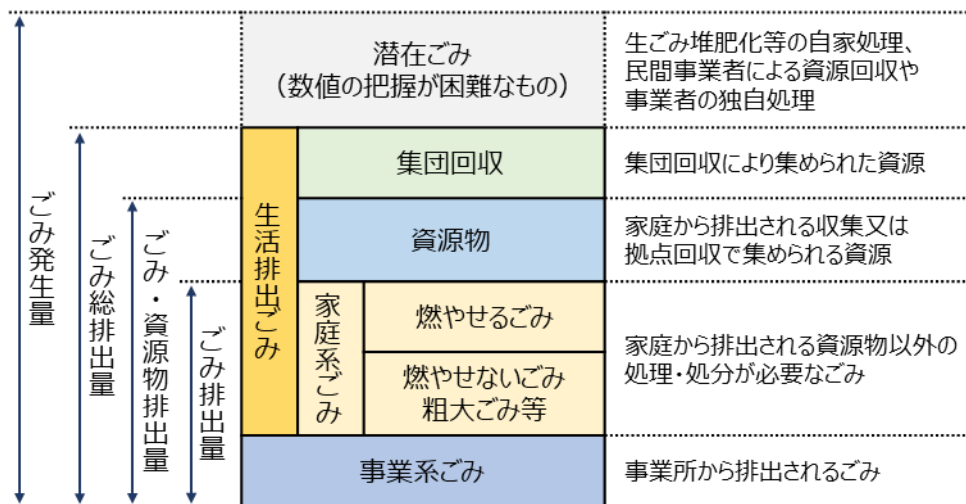 ごみ発生量
ごみ総排出量
ごみ・資源物排出量
ごみ排出量
潜在ごみ
（数値の把握が困難なもの）
生ごみ堆肥化等の自家処理、
民間事業者による資源回収や
事業者の独自処理
生活排出ごみ
集団回収
集団回収により集められた資源
資源物
家庭から排出される収集又は
拠点回収で集められる資源
家庭系ごみ
燃やせるごみ
燃やせないごみ
粗大ごみ等
家庭から排出される資源物以外の
処理・処分が必要なごみ
事業系ごみ
事業所から排出されるごみ